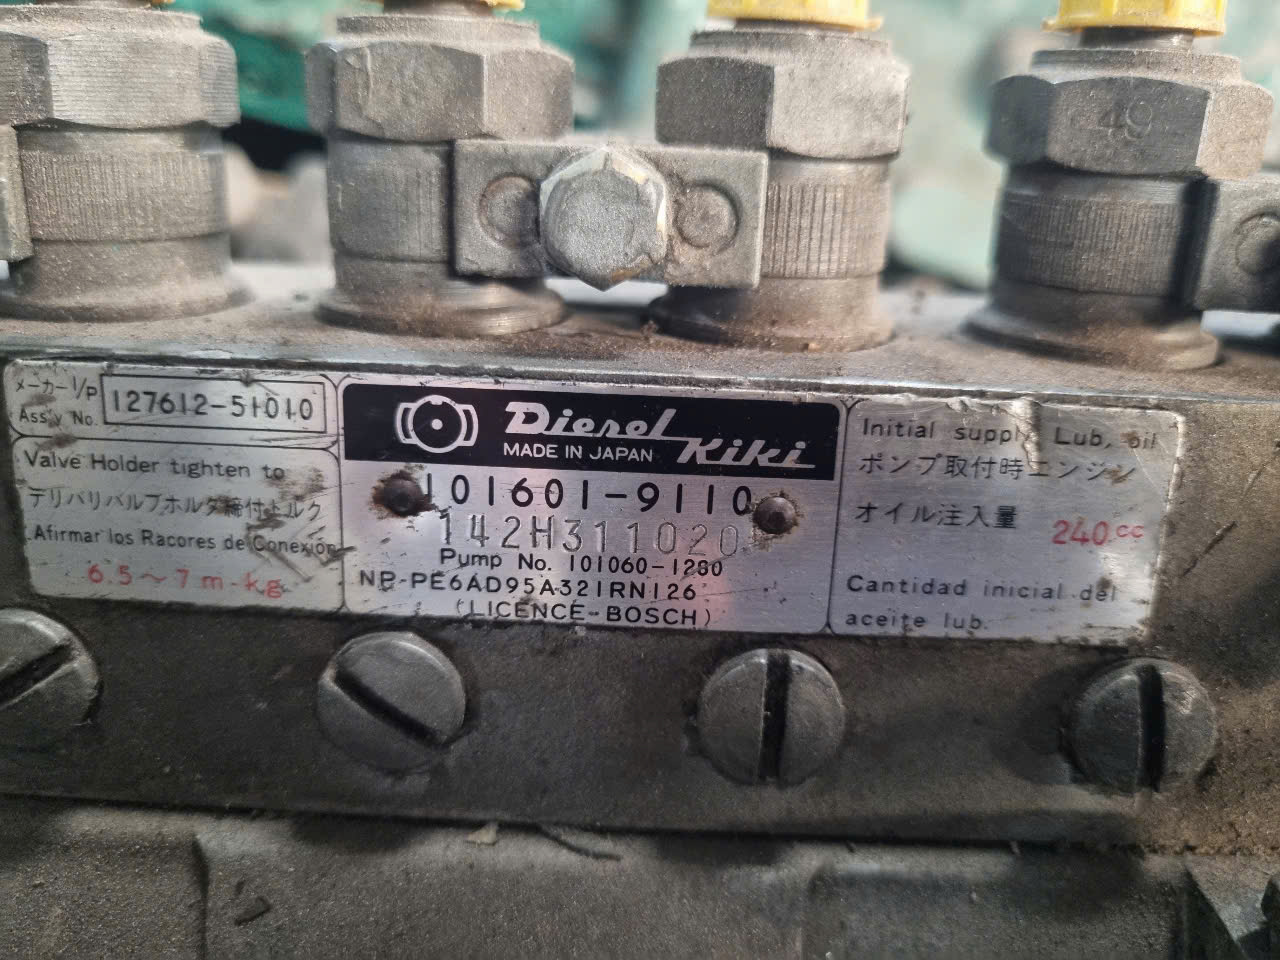 49
メーカー I/P
Ass'y No.
127612-51010
Valve Holder tighten to
デリバリバルブホルダ締付トルク
Afirmar los Racores de Conexión
6.5~7 m-kg
Diesel
Kiki
MADE IN JAPAN
101601-9110
142H311020
Pump No. 101060-1280
NP-PE6AD95A321RN126
(LICENCE-BOSCH)
Initial supply Lub. oil
ポンプ取付時エンジン
オイル注入量
240cc
Cantidad inicial del
aceite lub.